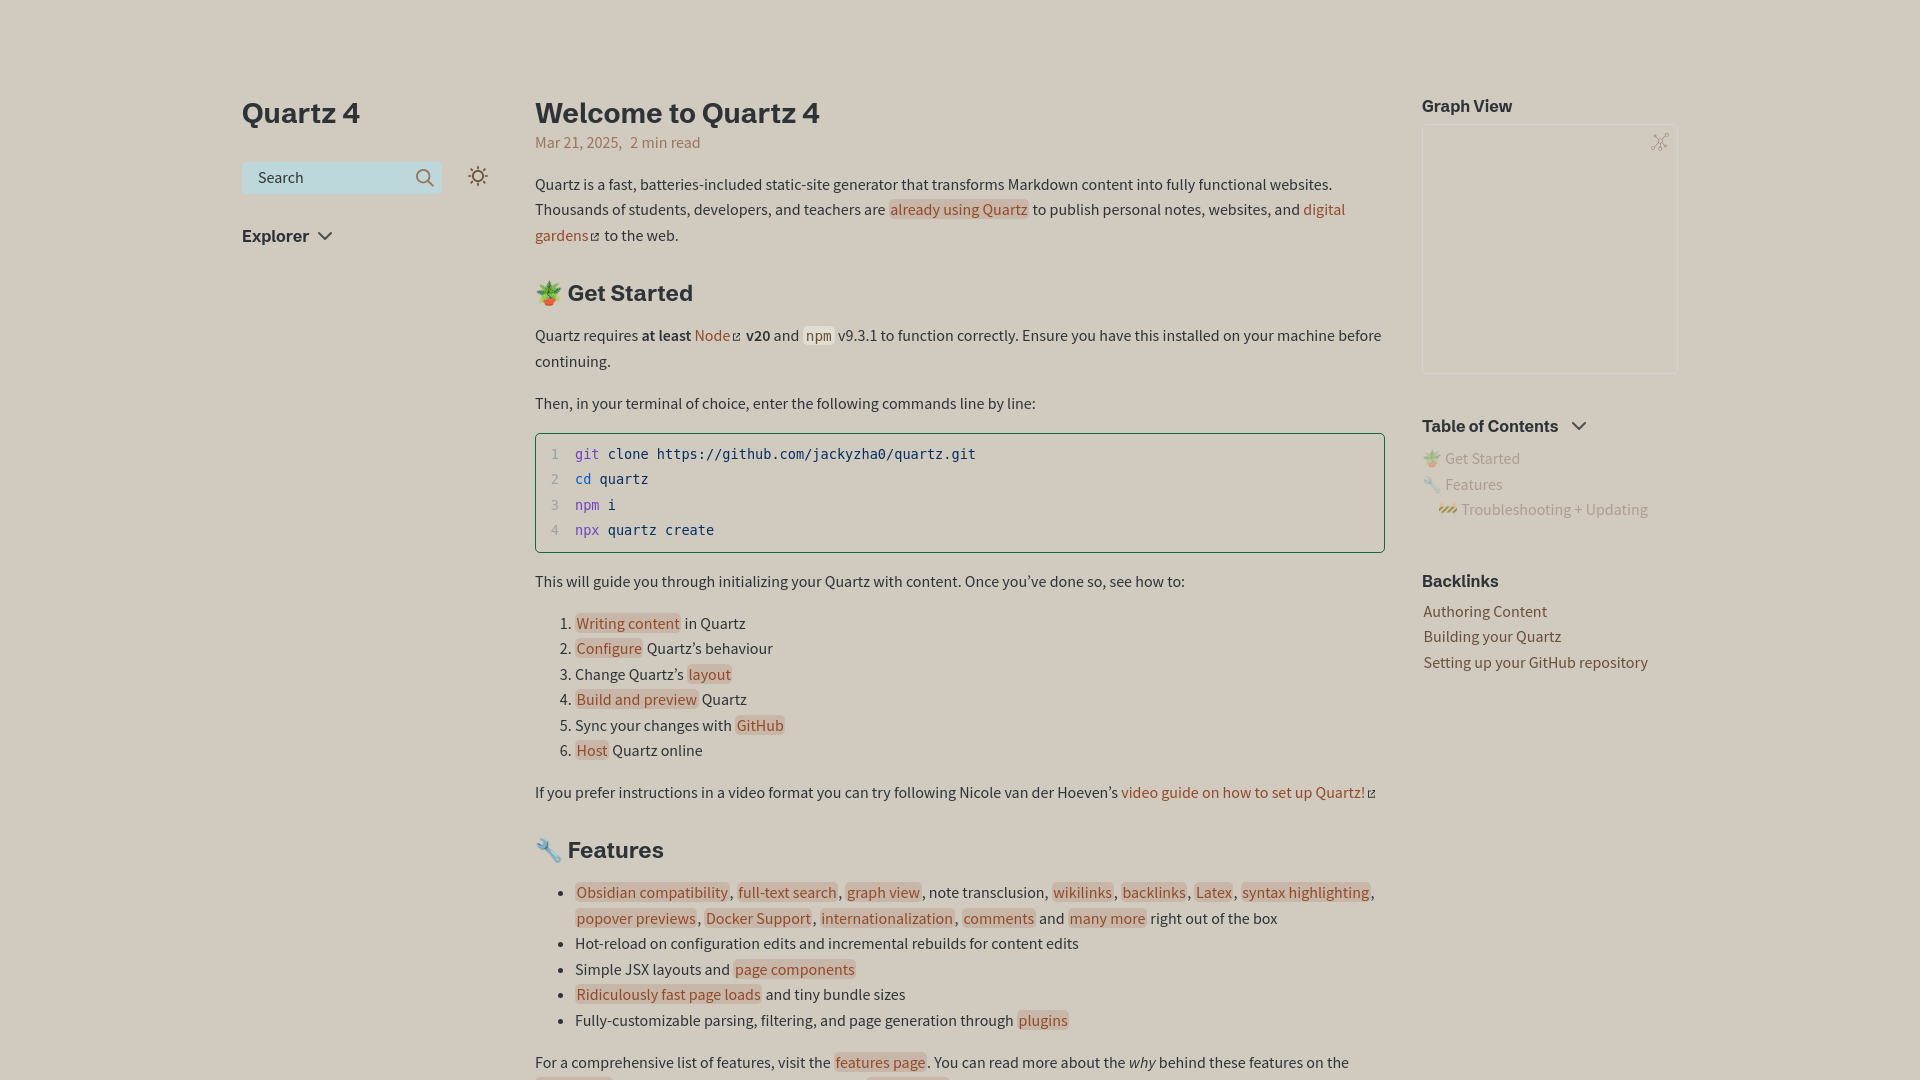 Quartz 4
Search
Explorer
Welcome to Quartz 4
Mar 21, 2025, 2 min read
Quartz is a fast, batteries-included static-site generator that transforms Markdown content into fully functional websites.
Thousands of students, developers, and teachers are already using Quartz to publish personal notes, websites, and digital
gardens to the web.
🪴 Get Started
Quartz requires at least Node v20 and npm v9.3.1 to function correctly. Ensure you have this installed on your machine before
continuing.
Then, in your terminal of choice, enter the following commands line by line:
1 git clone https://github.com/jackyzha0/quartz.git
2 cd quartz
3 npm i
4 npx quartz create
This will guide you through initializing your Quartz with content. Once you’ve done so, see how to:
1. Writing content in Quartz
2. Configure Quartz’s behaviour
3. Change Quartz’s layout
4. Build and preview Quartz
5. Sync your changes with GitHub
6. Host Quartz online
If you prefer instructions in a video format you can try following Nicole van der Hoeven’s video guide on how to set up Quartz!
🔧 Features
• Obsidian compatibility, full-text search, graph view, note transclusion, wikilinks, backlinks, Latex, syntax highlighting,
popover previews, Docker Support, internationalization, comments and many more right out of the box
• Hot-reload on configuration edits and incremental rebuilds for content edits
• Simple JSX layouts and page components
• Ridiculously fast page loads and tiny bundle sizes
• Fully-customizable parsing, filtering, and page generation through plugins
For a comprehensive list of features, visit the features page. You can read more about the why behind these features on the
Graph View
Table of Contents
🪴 Get Started
🔧 Features
🚧 Troubleshooting + Updating
Backlinks
Authoring Content
Building your Quartz
Setting up your GitHub repository